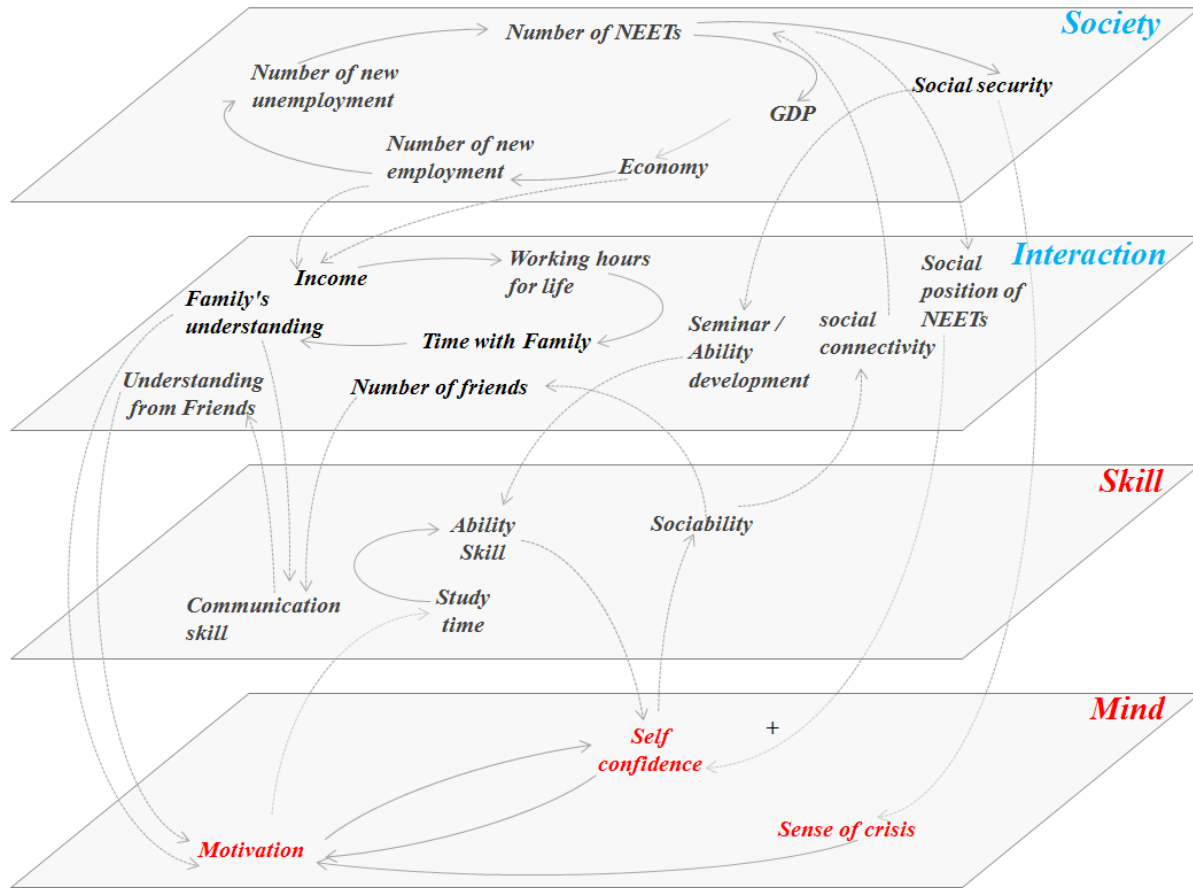 Society
Number of NEETs
Number of new
unemployment
Social security
GDP
Number of new
employment
Economy
Interaction
Income
Working hours
for life
Social
position of
NEETs
Family's
understanding
Time with Family
Seminar /
Ability
development
social
connectivity
Understanding
from Friends
Number of friends
Skill
Ability
Skill
Sociability
Communication
skill
Study
time
Mind
Self
confidence
+
Motivation
Sense of crisis